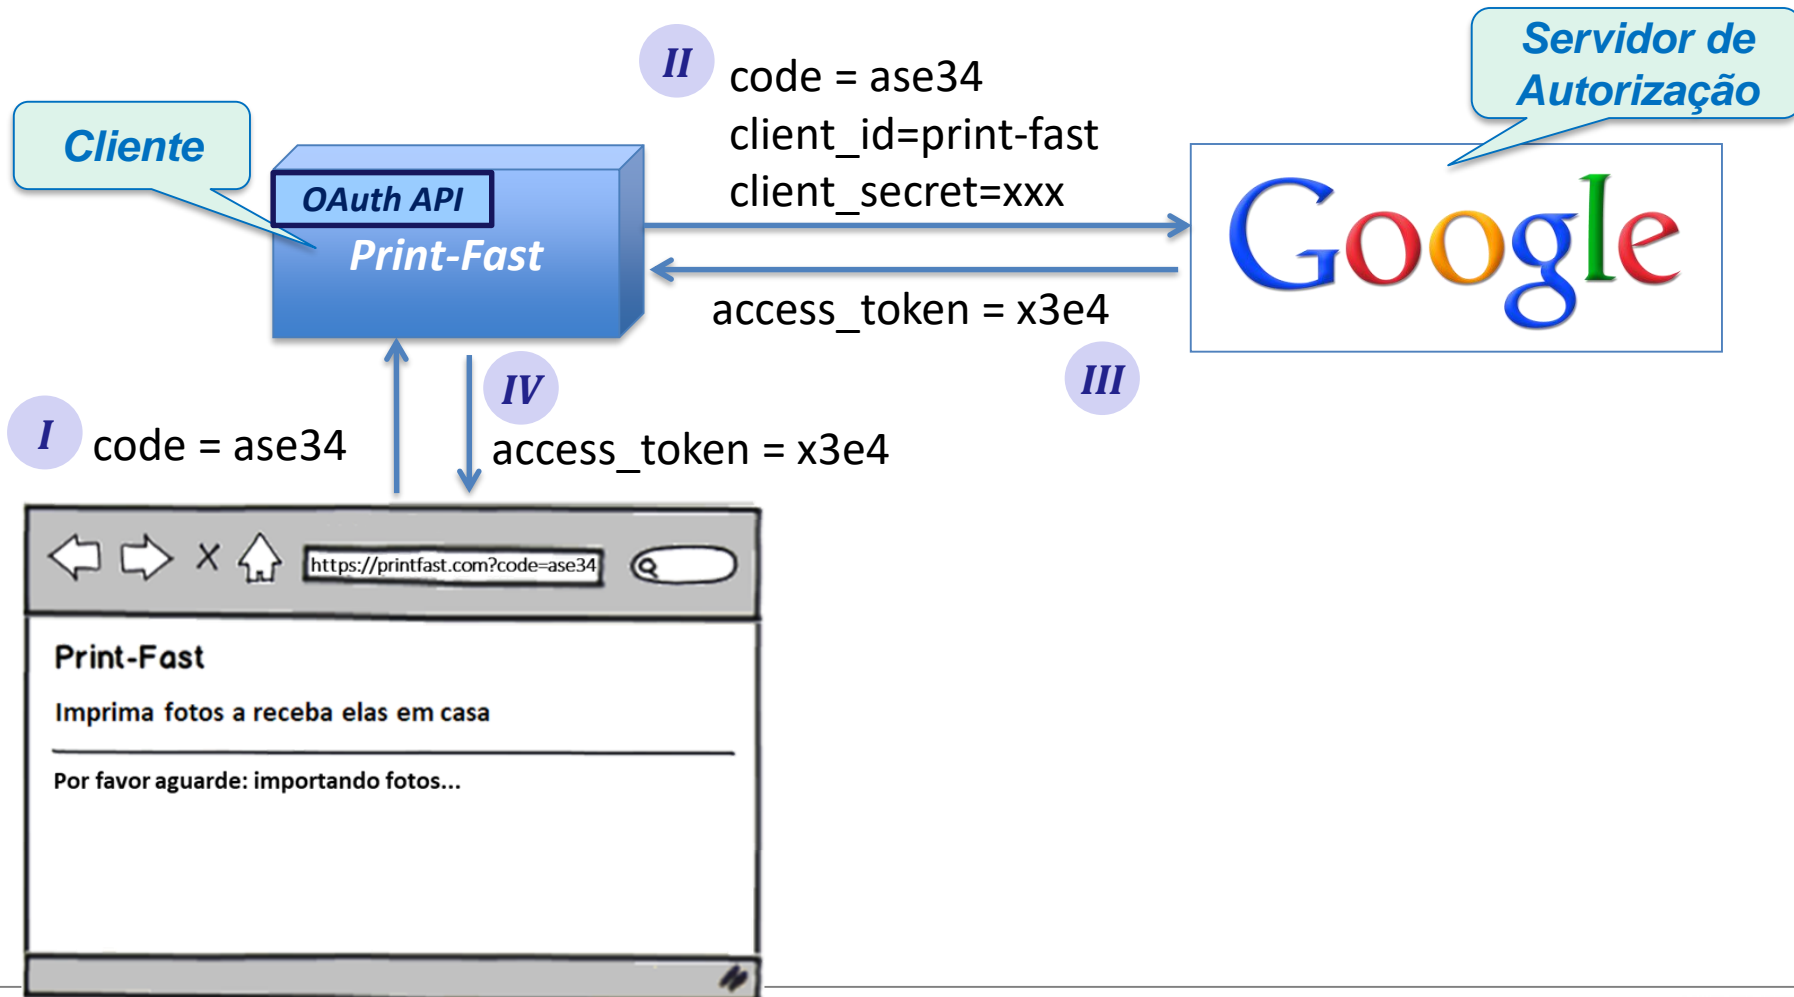 II
code = ase34
client_id=print-fast
client_secret=xxx
Servidor de
Autorização
Cliente
OAuth API
Print-Fast
Google
access_token = x3e4
III
IV
I
code = ase34
access_token = x3e4
X
https://printfast.com?code=ase34
Print-Fast
Imprima fotos a receba elas em casa
Por favor aguarde: importando fotos...